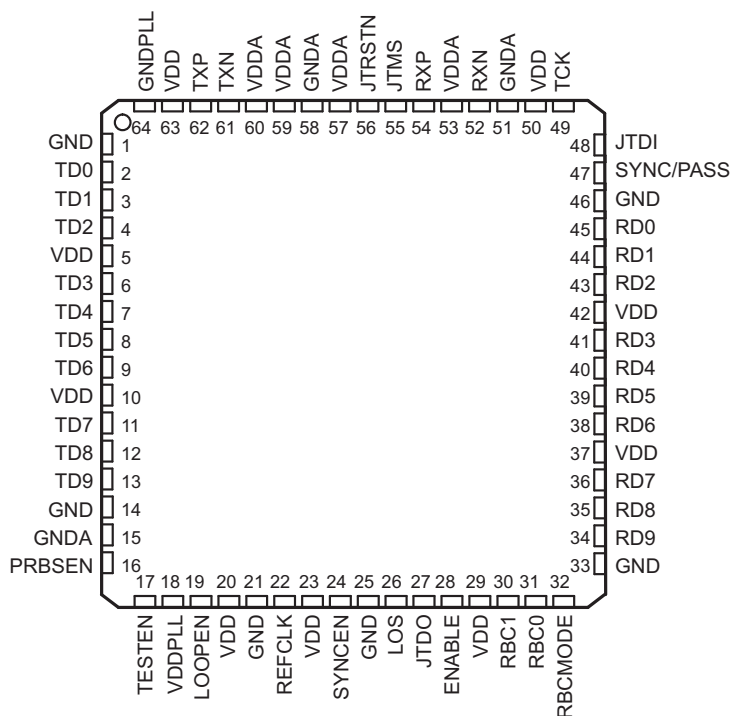 GNDPLL VDD TXP TXN VDDA VDDA GNDA VDDA JTRSTN JTMS RXP VDDA RXN GNDA VDD TCK
64 63 62 61 60 59 58 57 56 55 54 53 52 51 50 49
GND 1 48 JTDI
TD0 2 47 SYNC/PASS
TD1 3 46 GND
TD2 4 45 RD0
VDD 5 44 RD1
TD3 6 43 RD2
TD4 7 42 VDD
TD5 8 41 RD3
TD6 9 40 RD4
VDD 10 39 RD5
TD7 11 38 RD6
TD8 12 37 VDD
TD9 13 36 RD7
GND 14 35 RD8
GNDA 15 34 RD9
PRBSEN 16 33 GND
17 18 19 20 21 22 23 24 25 26 27 28 29 30 31 32
TESTEN VDDPLL LOOPEN VDD GND REFCLK VDD SYNCEN GND LOS JTDO ENABLE VDD RBC1 RBC0 RBCMODE